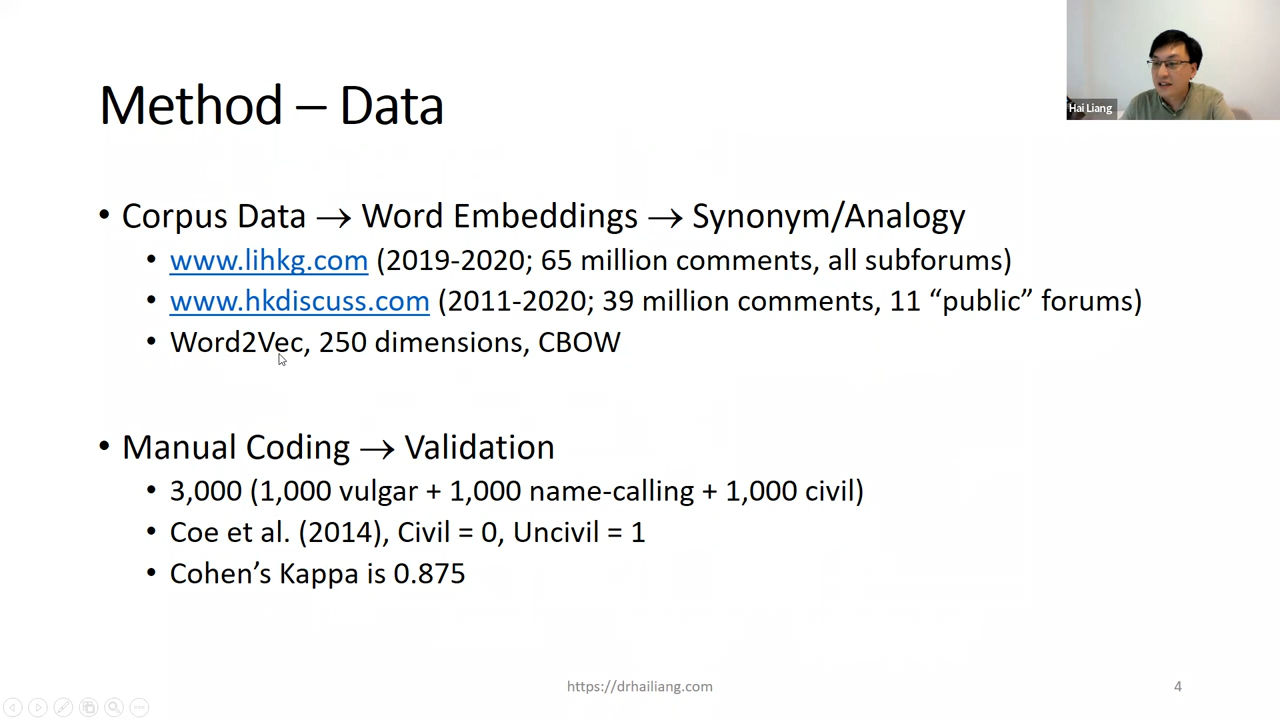 Hai Liang
Method – Data
• Corpus Data → Word Embeddings → Synonym/Analogy
• www.lihkg.com (2019-2020; 65 million comments, all subforums)
• www.hkdiscuss.com (2011-2020; 39 million comments, 11 “public” forums)
• Word2Vec, 250 dimensions, CBOW
• Manual Coding → Validation
• 3,000 (1,000 vulgar + 1,000 name-calling + 1,000 civil)
• Coe et al. (2014), Civil = 0, Uncivil = 1
• Cohen’s Kappa is 0.875
https://drhailiang.com
4